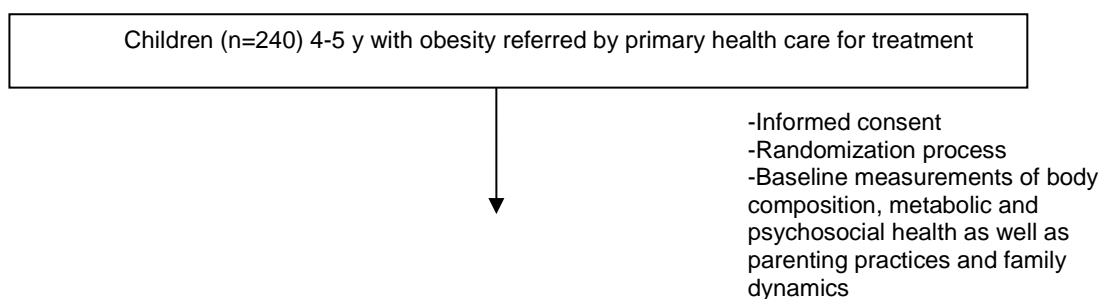 Children (n=240) 4-5 y with obesity referred by primary health care for treatment
-Informed consent
-Randomization process
-Baseline measurements of body
composition, metabolic and
psychosocial health as well as
parenting practices and family
dynamics